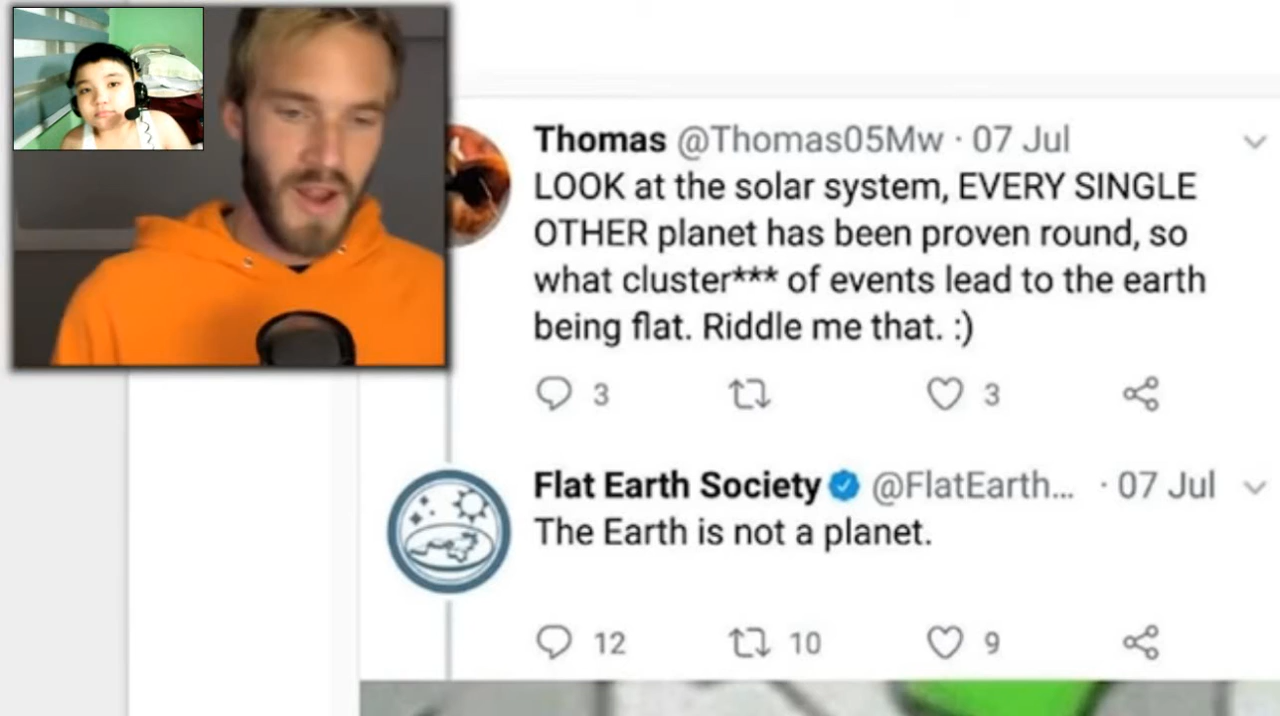 Thomas @Thomas05Mw · 07 Jul
LOOK at the solar system, EVERY SINGLE
OTHER planet has been proven round, so
what cluster*** of events lead to the earth
being flat. Riddle me that. :)
3 3
Flat Earth Society @FlatEarth... · 07 Jul
The Earth is not a planet.
12 10 9